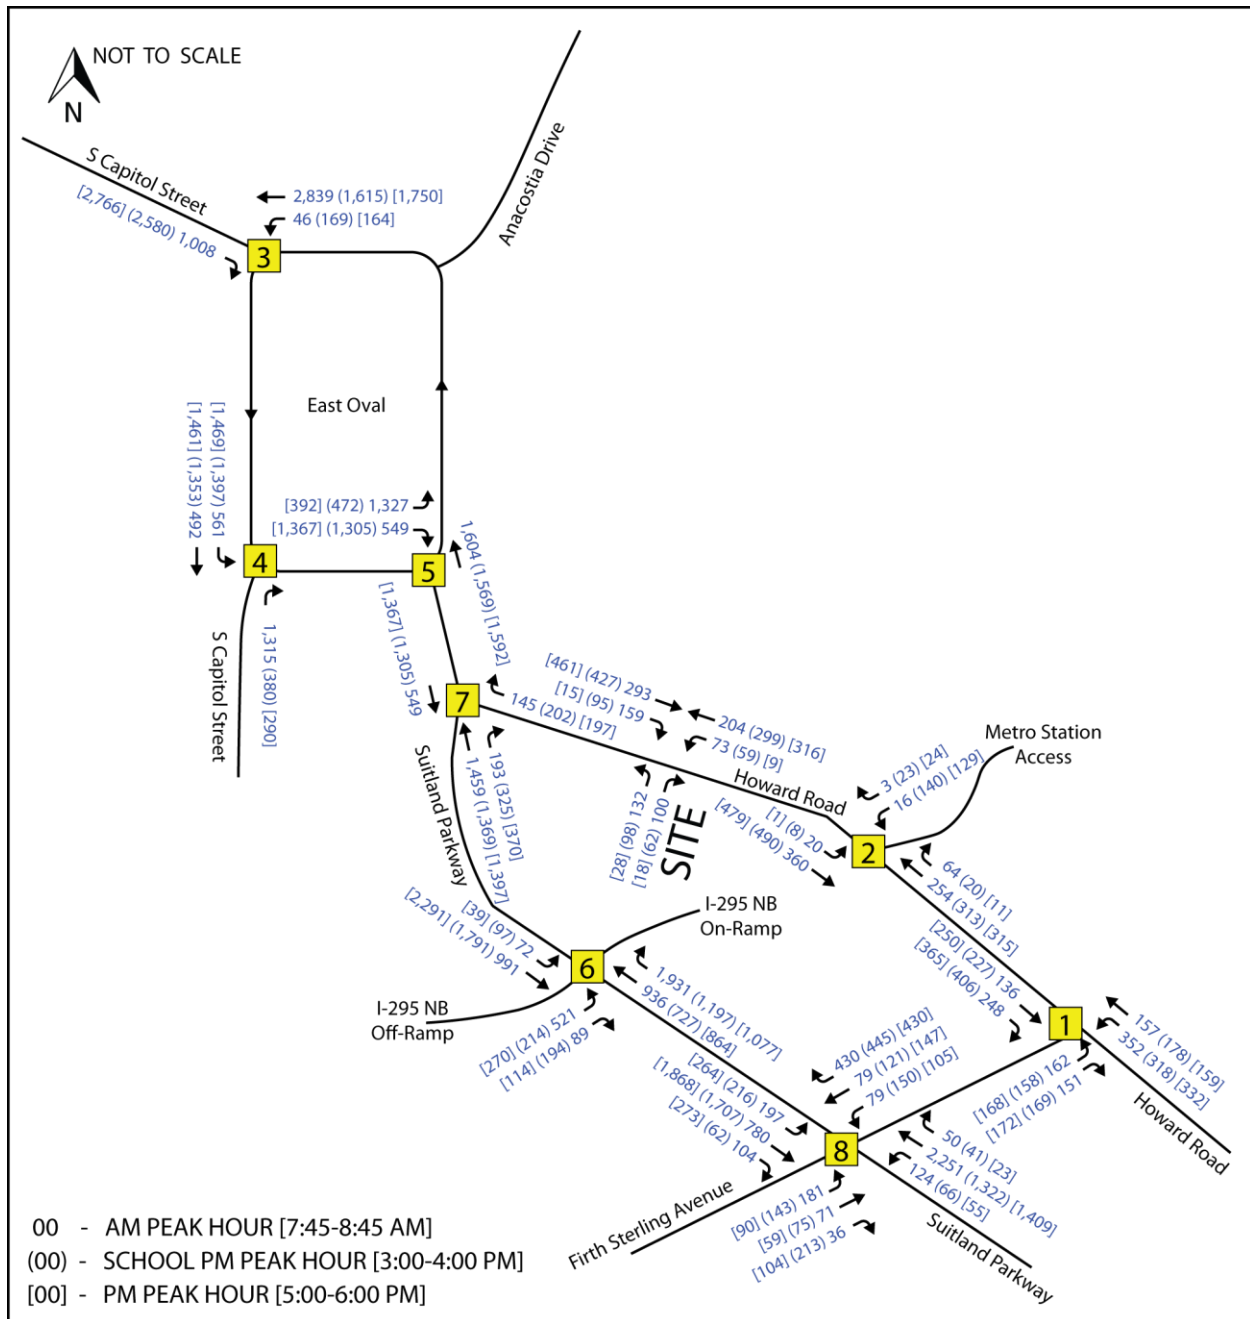 NOT TO SCALE
N
S Capitol Street
[2,766] (2,580) 1,008
2,839 (1,615) [1,750]
46 (169) [164]
3
Anacostia Drive
East Oval
[1,469] (1,397) 561
[1,461] (1,353) 492
[392] (472) 1,327
[1,367] (1,305) 549
4
5
1,604 (1,569) [1,592]
S Capitol Street
1,315 (380) [290]
[1,367] (1,305) 549
7
145 (202) [197]
[461] (427) 293
[15] (95) 159
204 (299) [316]
73 (59) [9]
Howard Road
Metro Station
Access
3 (23) [24]
16 (140) [129]
Suitland Parkway
193 (325) [370]
1,459 (1,369) [1,397]
[28] (98) 132
[18] (62) 100
SITE
[1] (8) 20
[479] (490) 360
2
64 (20) [11]
254 (313) [315]
I-295 NB
On-Ramp
[39] (97) 72
[2,291] (1,791) 991
6
I-295 NB
Off-Ramp
[270] (214) 521
[114] (194) 89
1,931 (1,197) [1,077]
936 (727) [864]
[250] (227) 136
[365] (406) 248
1
157 (178) [159]
352 (318) [332]
[168] (158) 162
[172] (169) 151
Howard Road
430 (445) [430]
79 (121) [147]
79 (150) [105]
[264] (216) 197
[1,868] (1,707) 780
[273] (62) 104
8
50 (41) [23]
2,251 (1,322) [1,409]
124 (66) [55]
Firth Sterling Avenue
[90] (143) 181
[59] (75) 71
[104] (213) 36
Suitland Parkway
00 - AM PEAK HOUR [7:45-8:45 AM]
(00) - SCHOOL PM PEAK HOUR [3:00-4:00 PM]
[00] - PM PEAK HOUR [5:00-6:00 PM]